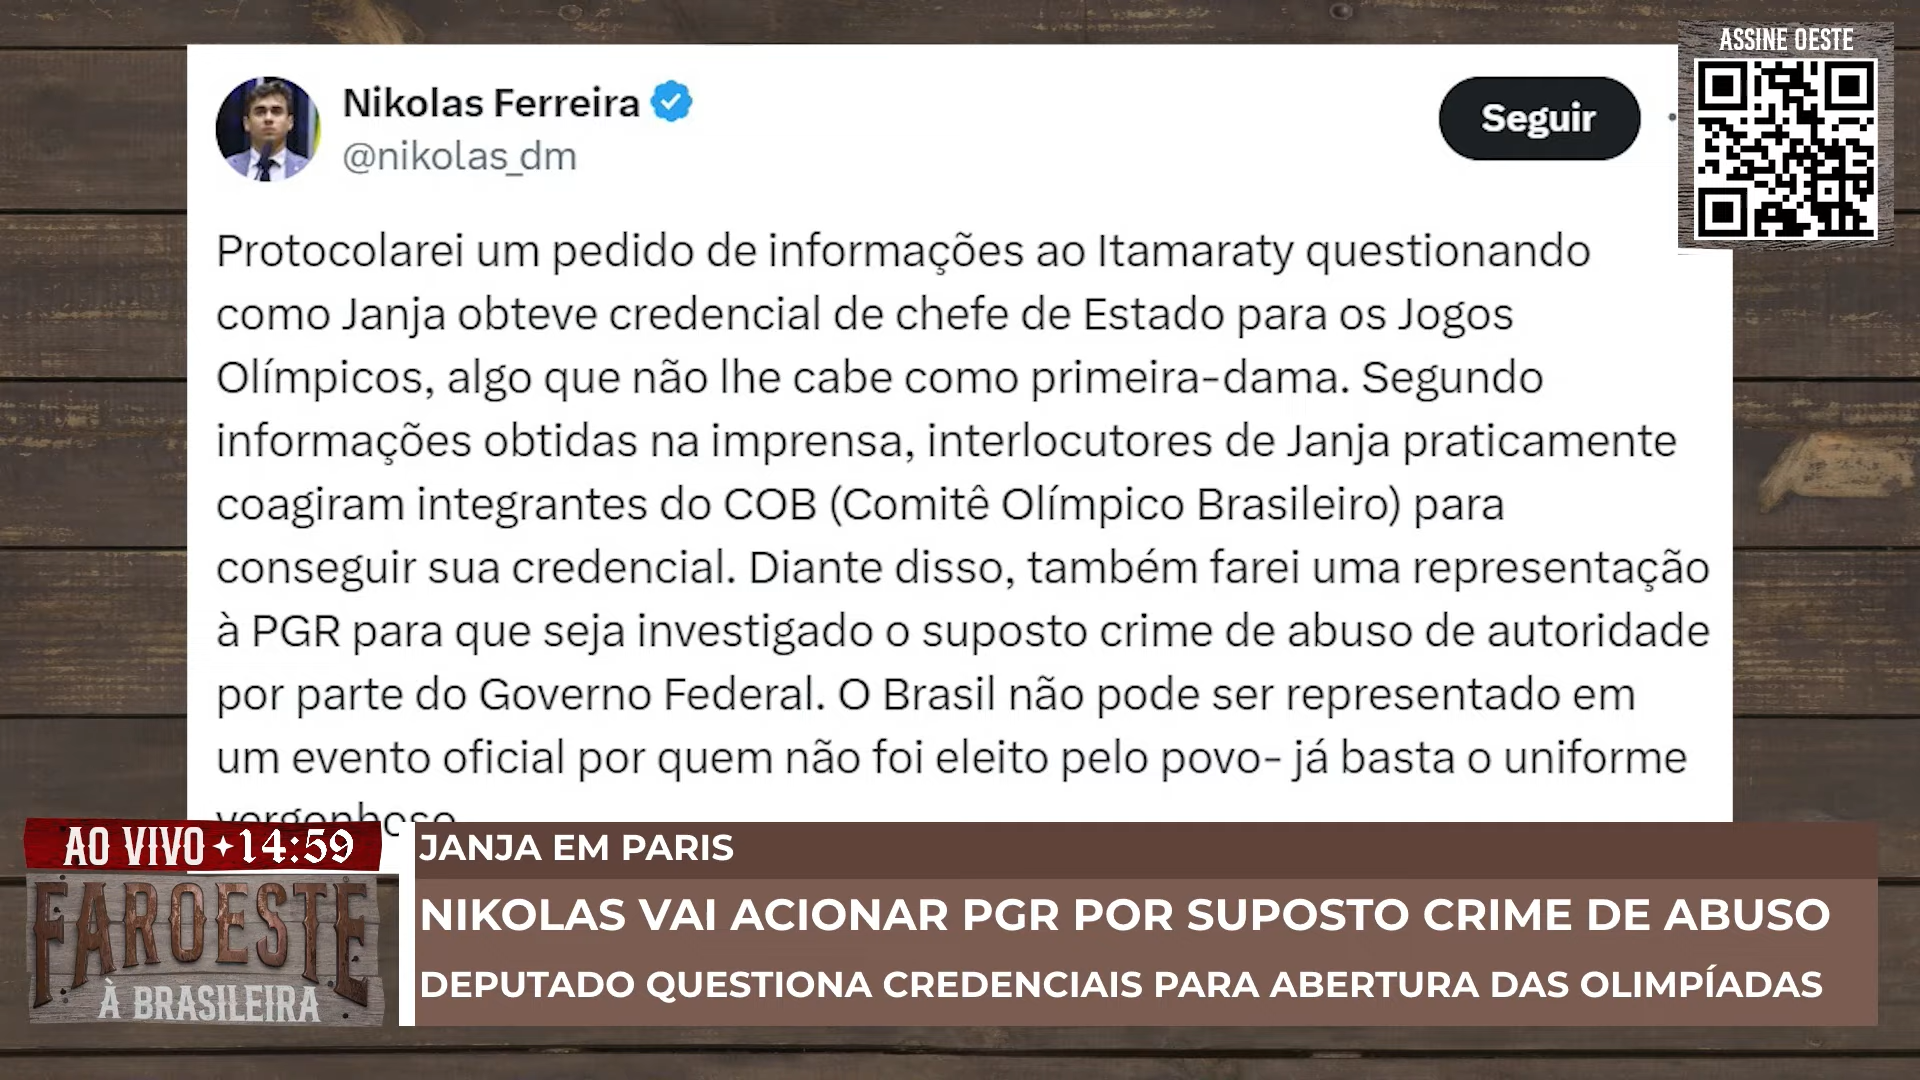 ASSINE OESTE
Nikolas Ferreira
@nikolas_dm
Seguir
Protocolarei um pedido de informações ao Itamaraty questionando
como Janja obteve credencial de chefe de Estado para os Jogos
Olímpicos, algo que não lhe cabe como primeira-dama. Segundo
informações obtidas na imprensa, interlocutores de Janja praticamente
coagiram integrantes do COB (Comitê Olímpico Brasileiro) para
conseguir sua credencial. Diante disso, também farei uma representação
à PGR para que seja investigado o suposto crime de abuso de autoridade
por parte do Governo Federal. O Brasil não pode ser representado em
um evento oficial por quem não foi eleito pelo povo- já basta o uniforme
vergonhoso
AO VIVO 14:59
FAROESTE
À BRASILEIRA
JANJA EM PARIS
NIKOLAS VAI ACIONAR PGR POR SUPOSTO CRIME DE ABUSO
DEPUTADO QUESTIONA CREDENCIAIS PARA ABERTURA DAS OLIMPÍADAS